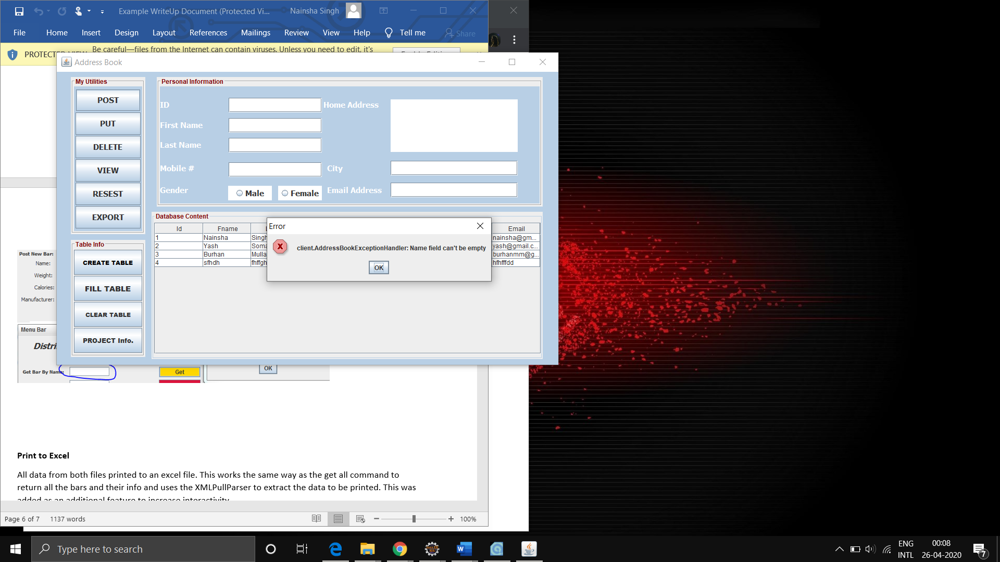 Example WriteUp Document (Protected Vi...
Nainsha Singh
File Home Insert Design Layout References Mailings Review View Help Tell me Share
PROTECTED VIEW Be careful—files from the Internet can contain viruses. Unless you need to edit, it's
Address Book
My Utilities
POST
PUT
DELETE
VIEW
RESEST
EXPORT
Table Info
CREATE TABLE
FILL TABLE
CLEAR TABLE
PROJECT Info.
Personal Information
ID
Home Address
First Name
Last Name
Mobile #
City
Gender
Male
Female
Email Address
Database Content
Id Fname Email
1 Nainsha Singh nainsha@gm...
2 Yash Soma yash@gmail.c...
3 Burhan Mulla burhanmm@g...
4 sfhdh fhffgh hfhfffdd
Error
client.AddressBookExceptionHandler: Name field can't be empty
OK
Post New Bar:
Name:
Weight:
Calories:
Manufacturer:
Menu Bar
Distri
Get Bar By Name:
Get
OK
Print to Excel
All data from both files printed to an excel file. This works the same way as the get all command to
return all the bars and their info and uses the XMLPullParser to extract the data to be printed. This was
added as an additional feature to increase interactivity
Page 6 of 7 1137 words
100%
Type here to search
ENG
INTL
00:08
26-04-2020
7